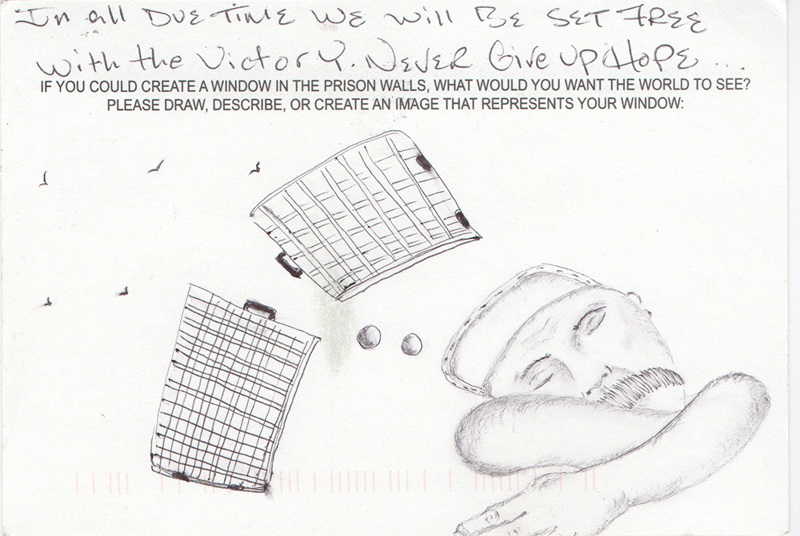 In all DUE TIME WE will BE SET FREE
with the VictorY. NEVER Give UP HOPE...
IF YOU COULD CREATE A WINDOW IN THE PRISON WALLS, WHAT WOULD YOU WANT THE WORLD TO SEE?
PLEASE DRAW, DESCRIBE, OR CREATE AN IMAGE THAT REPRESENTS YOUR WINDOW: